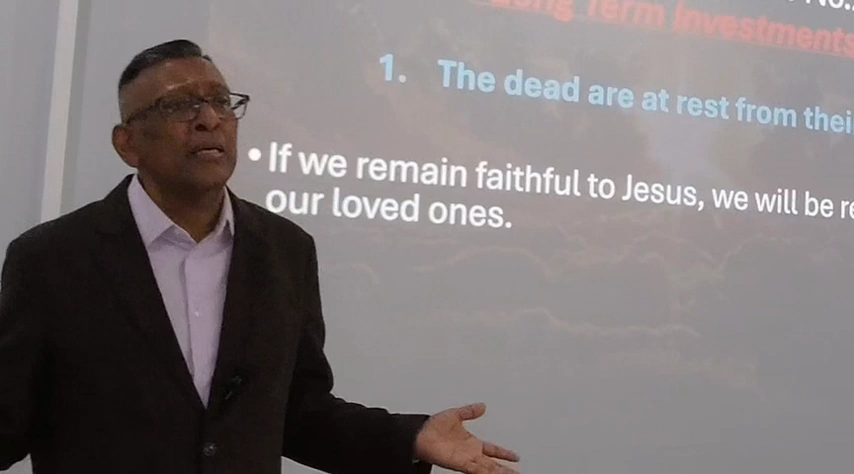 Long Term Investments
1. The dead are at rest from thei
• If we remain faithful to Jesus, we will be re
our loved ones.